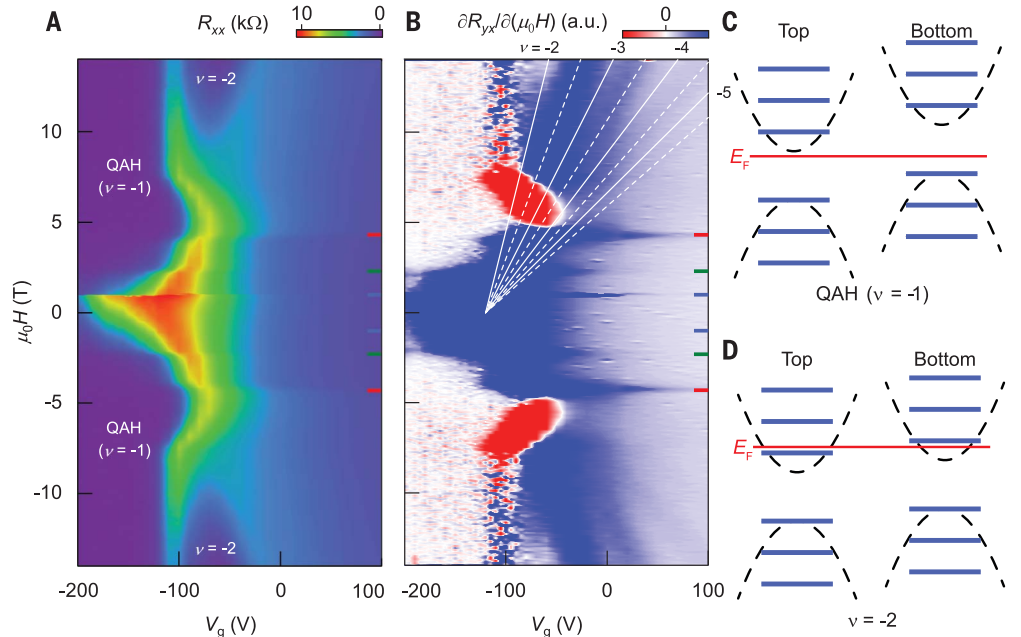 A
Rxx (kΩ)
10 0
ν = -2
10
QAH
(ν = -1)
5
0
-5
QAH
(ν = -1)
-10
ν = -2
-200 -100 0
μ0H (T)
Vg (V)
B
∂Ryx/∂(μ0H) (a.u.)
0
-3 -4
ν = -2
-5
-200 -100 0 100
Vg (V)
C
Top Bottom
EF
QAH (ν = -1)
D
Top Bottom
EF
ν = -2